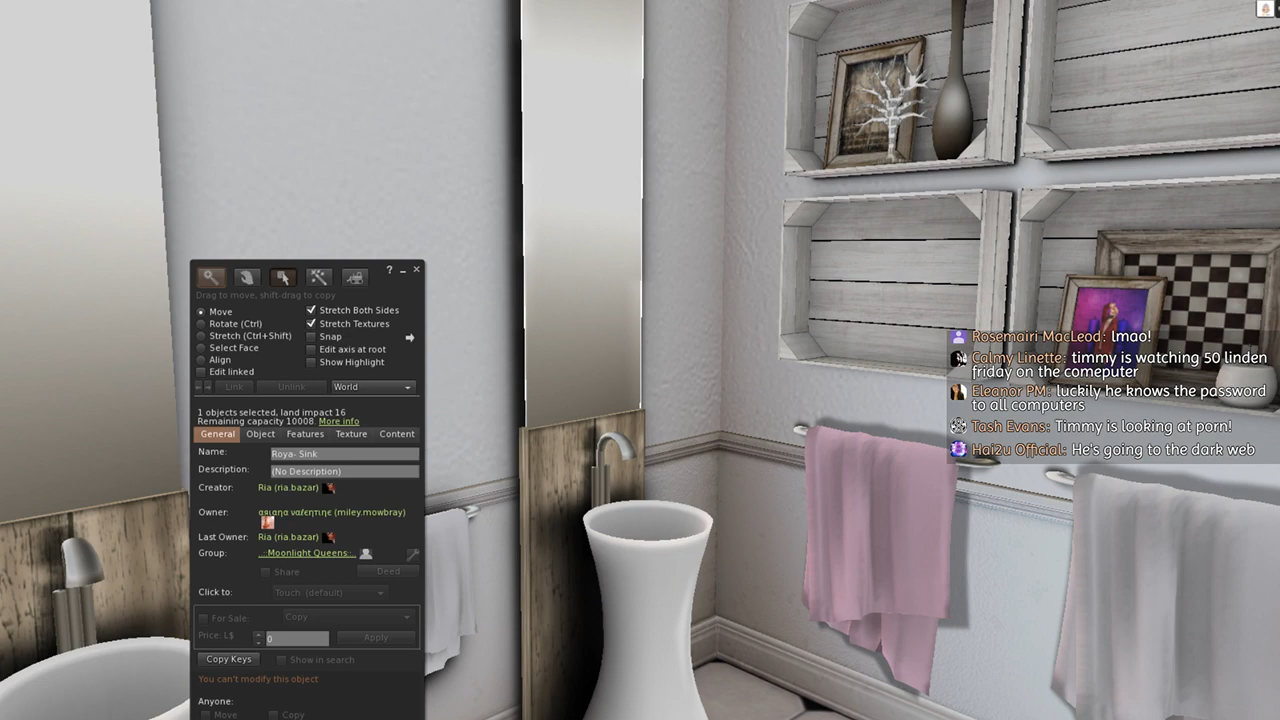 ?
Drag to move, shift-drag to copy
Move
Rotate (Ctrl)
Stretch (Ctrl+Shift)
Select Face
Align
Edit linked
Stretch Both Sides
Stretch Textures
Snap
Edit axis at root
Show Highlight
Link Unlink World
1 objects selected, land impact 16
Remaining capacity 10008. More info
General Object Features Texture Content
Name: Roya- Sink
Description: (No Description)
Creator: Ria (ria.bazar)
Owner: (miley.mowbray)
Last Owner: Ria (ria.bazar)
Group: ..::Moonlight Queens::..
Share Deed
Click to: Touch (default)
For Sale: Copy
Price: L$ 0 Apply
Copy Keys Show in search
You can't modify this object
Anyone:
Move Copy
Rosemairi MacLeod: lmao!
Calmy Linette: timmy is watching 50 linden
friday on the comeputer
Eleanor PM: luckily he knows the password
to all computers
Tash Evans: Timmy is looking at porn!
Hai2u Official: He's going to the dark web